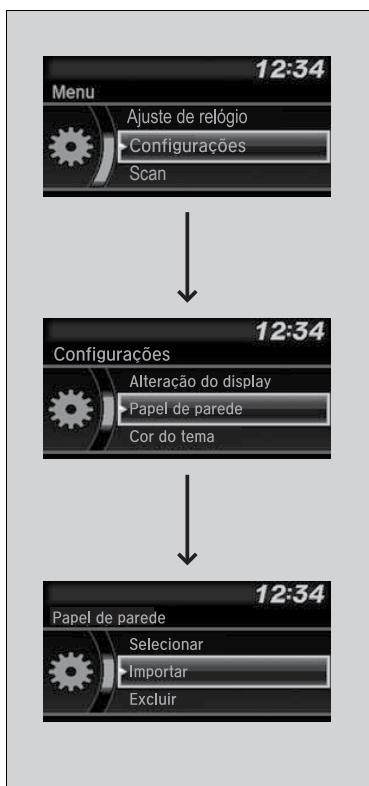 12:34
Menu
Ajuste de relógio
Configurações
Scan
12:34
Configurações
Alteração do display
Papel de parede
Cor do tema
12:34
Papel de parede
Selecionar
Importar
Excluir